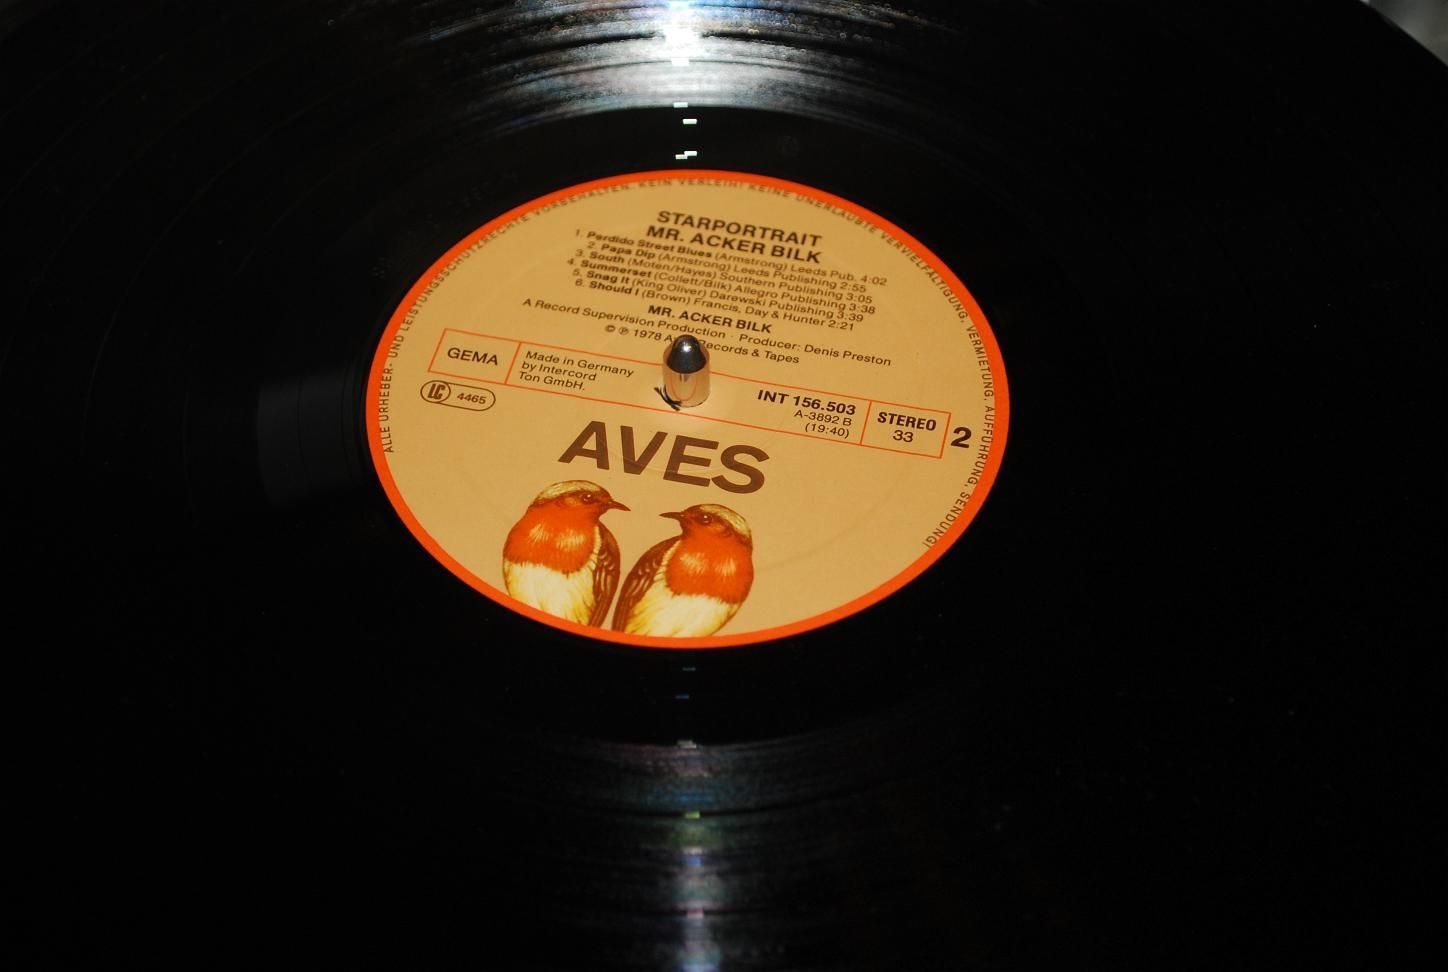 ALLE URHEBER- UND LEISTUNGSSCHUTZRECHTE VORBEHALTEN. KEIN VERLEIH! KEINE UNERLAUBTE VERVIELFÄLTIGUNG, VERMIETUNG, AUFFÜHRUNG, SENDUNG!
STARPORTRAIT
MR. ACKER BILK
1. Perdido Street Blues (Armstrong) Leeds Pub. 4:02
2. Papa Dip (Armstrong) Leeds Publishing 2:55
3. South (Moten/Hayes) Southern Publishing 3:05
4. Summerset (Collett/Bilk) Allegro Publishing 3:38
5. Snag It (King Oliver) Darewski Publishing 3:39
6. Should I (Brown) Francis, Day & Hunter 2:21
MR. ACKER BILK
A Record Supervision Production · Producer: Denis Preston
© ℗ 1978 Records & Tapes
GEMA
Made in Germany
by Intercord
Ton GmbH.
LC 4465
INT 156.503
A-3892 B
(19:40)
STEREO
33
2
AVES